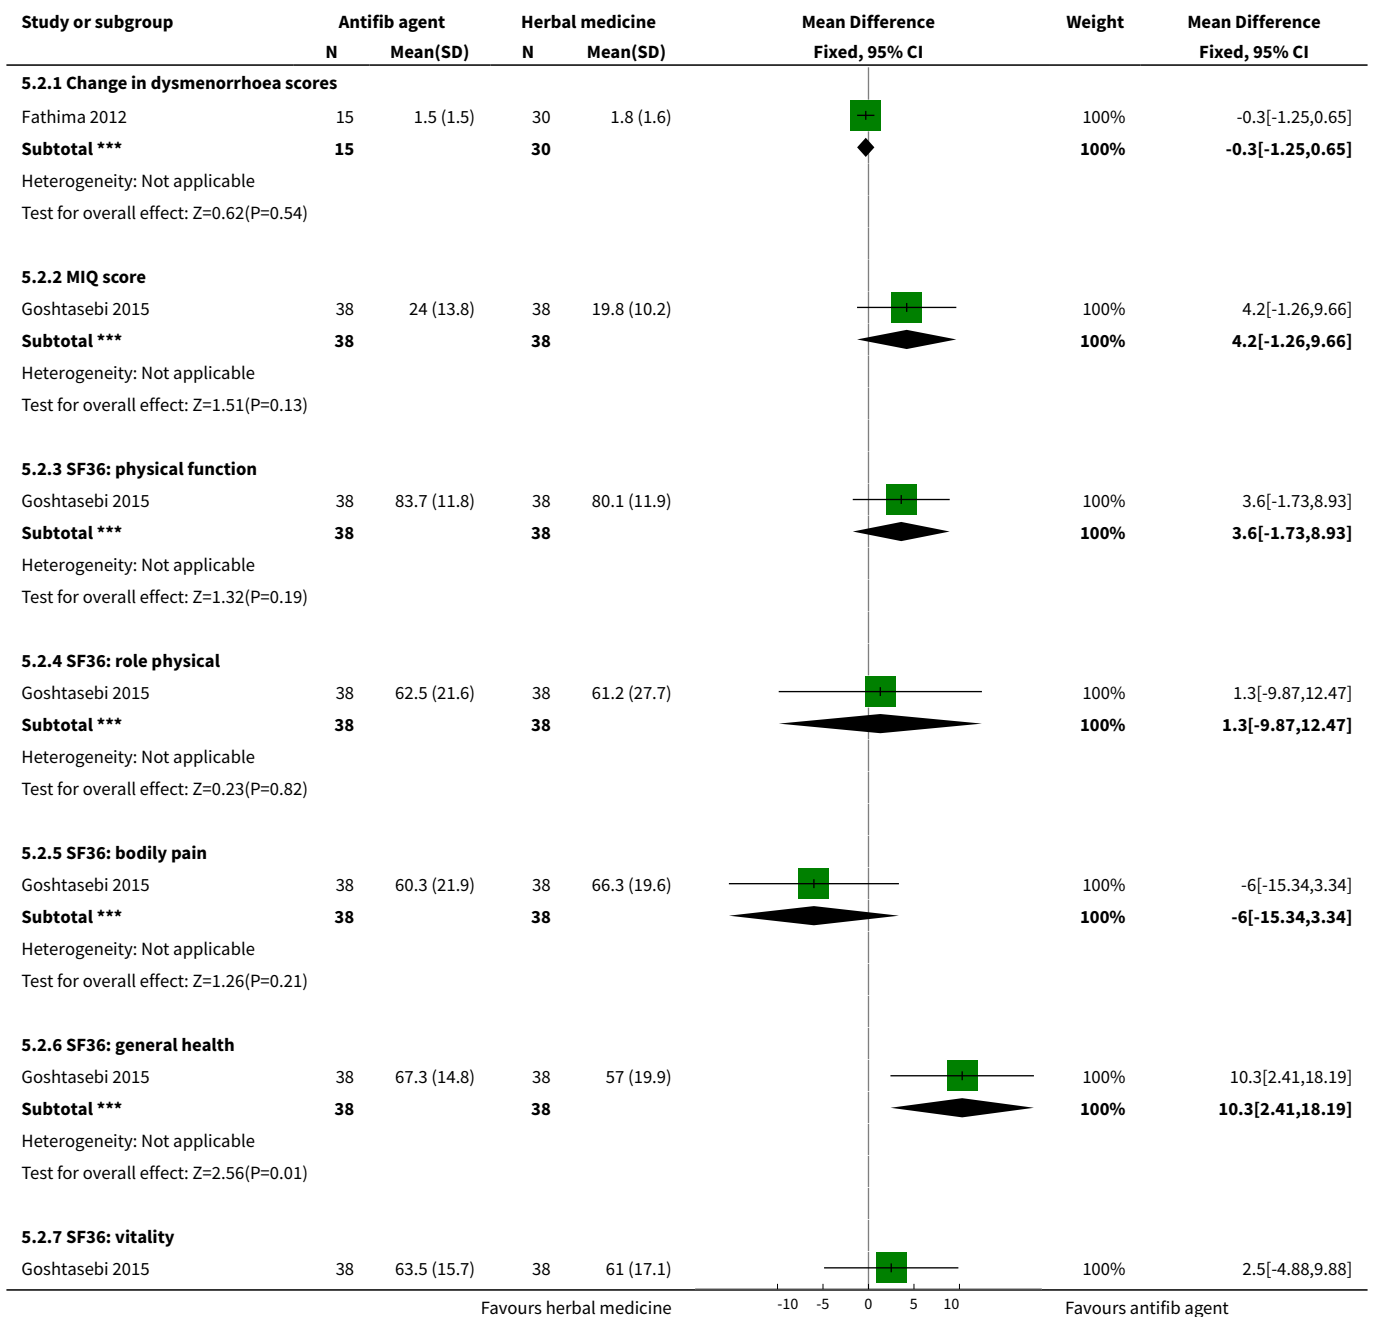 Study or subgroup Antifib agent Herbal medicine Mean Difference Weight Mean Difference
N Mean(SD) N Mean(SD) Fixed, 95% CI Fixed, 95% CI
5.2.1 Change in dysmenorrhoea scores
Fathima 2012 15 1.5 (1.5) 30 1.8 (1.6) 100% -0.3[-1.25,0.65]
Subtotal *** 15 30 100% -0.3[-1.25,0.65]
Heterogeneity: Not applicable
Test for overall effect: Z=0.62(P=0.54)
5.2.2 MIQ score
Goshtasebi 2015 38 24 (13.8) 38 19.8 (10.2) 100% 4.2[-1.26,9.66]
Subtotal *** 38 38 100% 4.2[-1.26,9.66]
Heterogeneity: Not applicable
Test for overall effect: Z=1.51(P=0.13)
5.2.3 SF36: physical function
Goshtasebi 2015 38 83.7 (11.8) 38 80.1 (11.9) 100% 3.6[-1.73,8.93]
Subtotal *** 38 38 100% 3.6[-1.73,8.93]
Heterogeneity: Not applicable
Test for overall effect: Z=1.32(P=0.19)
5.2.4 SF36: role physical
Goshtasebi 2015 38 62.5 (21.6) 38 61.2 (27.7) 100% 1.3[-9.87,12.47]
Subtotal *** 38 38 100% 1.3[-9.87,12.47]
Heterogeneity: Not applicable
Test for overall effect: Z=0.23(P=0.82)
5.2.5 SF36: bodily pain
Goshtasebi 2015 38 60.3 (21.9) 38 66.3 (19.6) 100% -6[-15.34,3.34]
Subtotal *** 38 38 100% -6[-15.34,3.34]
Heterogeneity: Not applicable
Test for overall effect: Z=1.26(P=0.21)
5.2.6 SF36: general health
Goshtasebi 2015 38 67.3 (14.8) 38 57 (19.9) 100% 10.3[2.41,18.19]
Subtotal *** 38 38 100% 10.3[2.41,18.19]
Heterogeneity: Not applicable
Test for overall effect: Z=2.56(P=0.01)
5.2.7 SF36: vitality
Goshtasebi 2015 38 63.5 (15.7) 38 61 (17.1) 100% 2.5[-4.88,9.88]
Favours herbal medicine -10 -5 0 5 10 Favours antifib agent